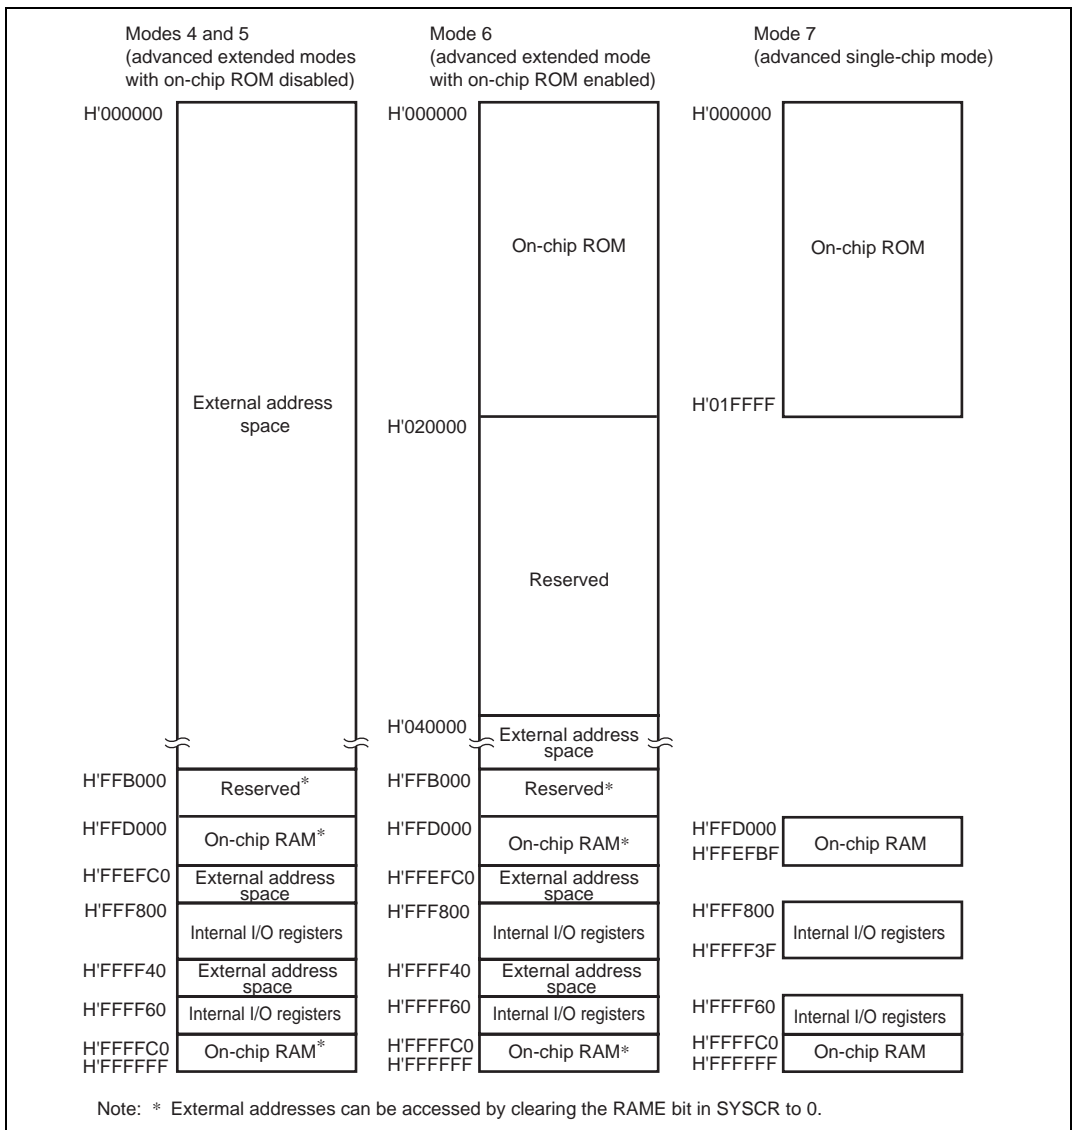 Modes 4 and 5
(advanced extended modes
with on-chip ROM disabled)
H'000000
External address
space
H'FFB000
Reserved*
H'FFD000
On-chip RAM*
H'FFEFC0
External address
space
H'FFF800
Internal I/O registers
H'FFFF40
External address
space
H'FFFF60
Internal I/O registers
H'FFFFC0
On-chip RAM*
H'FFFFFF
Mode 6
(advanced extended mode
with on-chip ROM enabled)
H'000000
On-chip ROM
H'020000
Reserved
H'040000
External address
space
H'FFB000
Reserved*
H'FFD000
On-chip RAM*
H'FFEFC0
External address
space
H'FFF800
Internal I/O registers
H'FFFF40
External address
space
H'FFFF60
Internal I/O registers
H'FFFFC0
On-chip RAM*
H'FFFFFF
Mode 7
(advanced single-chip mode)
H'000000
On-chip ROM
H'01FFFF
H'FFD000
On-chip RAM
H'FFEFBF
H'FFF800
Internal I/O registers
H'FFFF3F
H'FFFF60
Internal I/O registers
H'FFFFC0
On-chip RAM
H'FFFFFF
Note: * Extermal addresses can be accessed by clearing the RAME bit in SYSCR to 0.